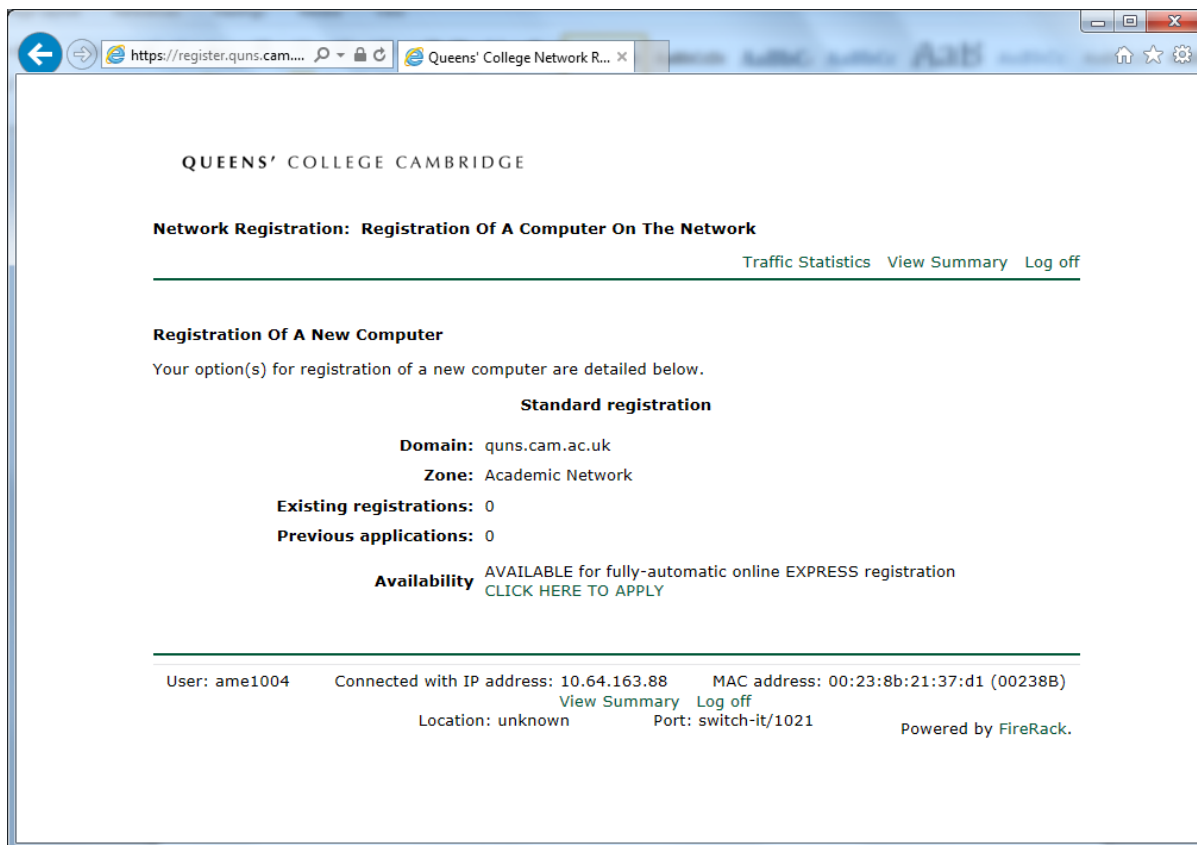 https://register.quns.cam....
Queens' College Network R...
QUEENS' COLLEGE CAMBRIDGE
Network Registration: Registration Of A Computer On The Network
Traffic Statistics View Summary Log off
Registration Of A New Computer
Your option(s) for registration of a new computer are detailed below.
Standard registration
Domain: quns.cam.ac.uk
Zone: Academic Network
Existing registrations: 0
Previous applications: 0
Availability AVAILABLE for fully-automatic online EXPRESS registration
CLICK HERE TO APPLY
User: ame1004 Connected with IP address: 10.64.163.88 MAC address: 00:23:8b:21:37:d1 (00238B)
View Summary Log off
Location: unknown Port: switch-it/1021
Powered by FireRack.